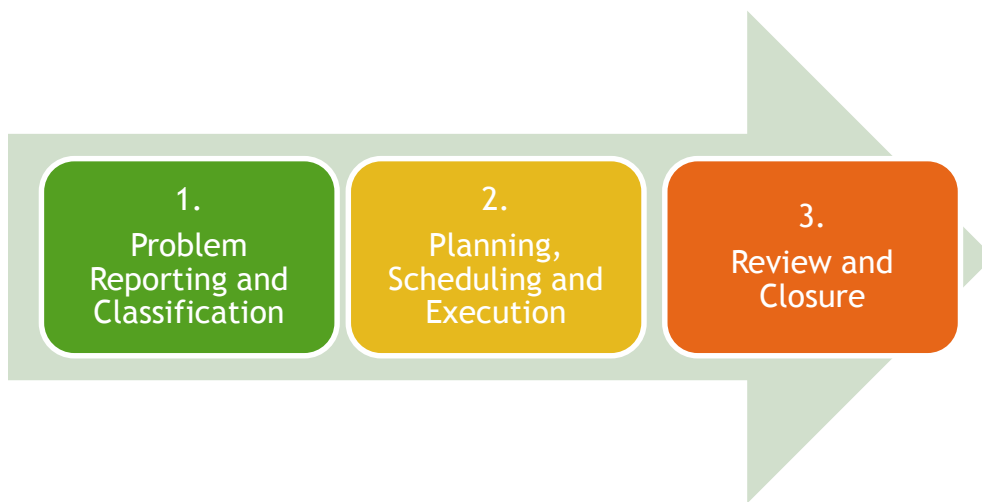 1.
Problem
Reporting and
Classification
2.
Planning,
Scheduling and
Execution
3.
Review and
Closure